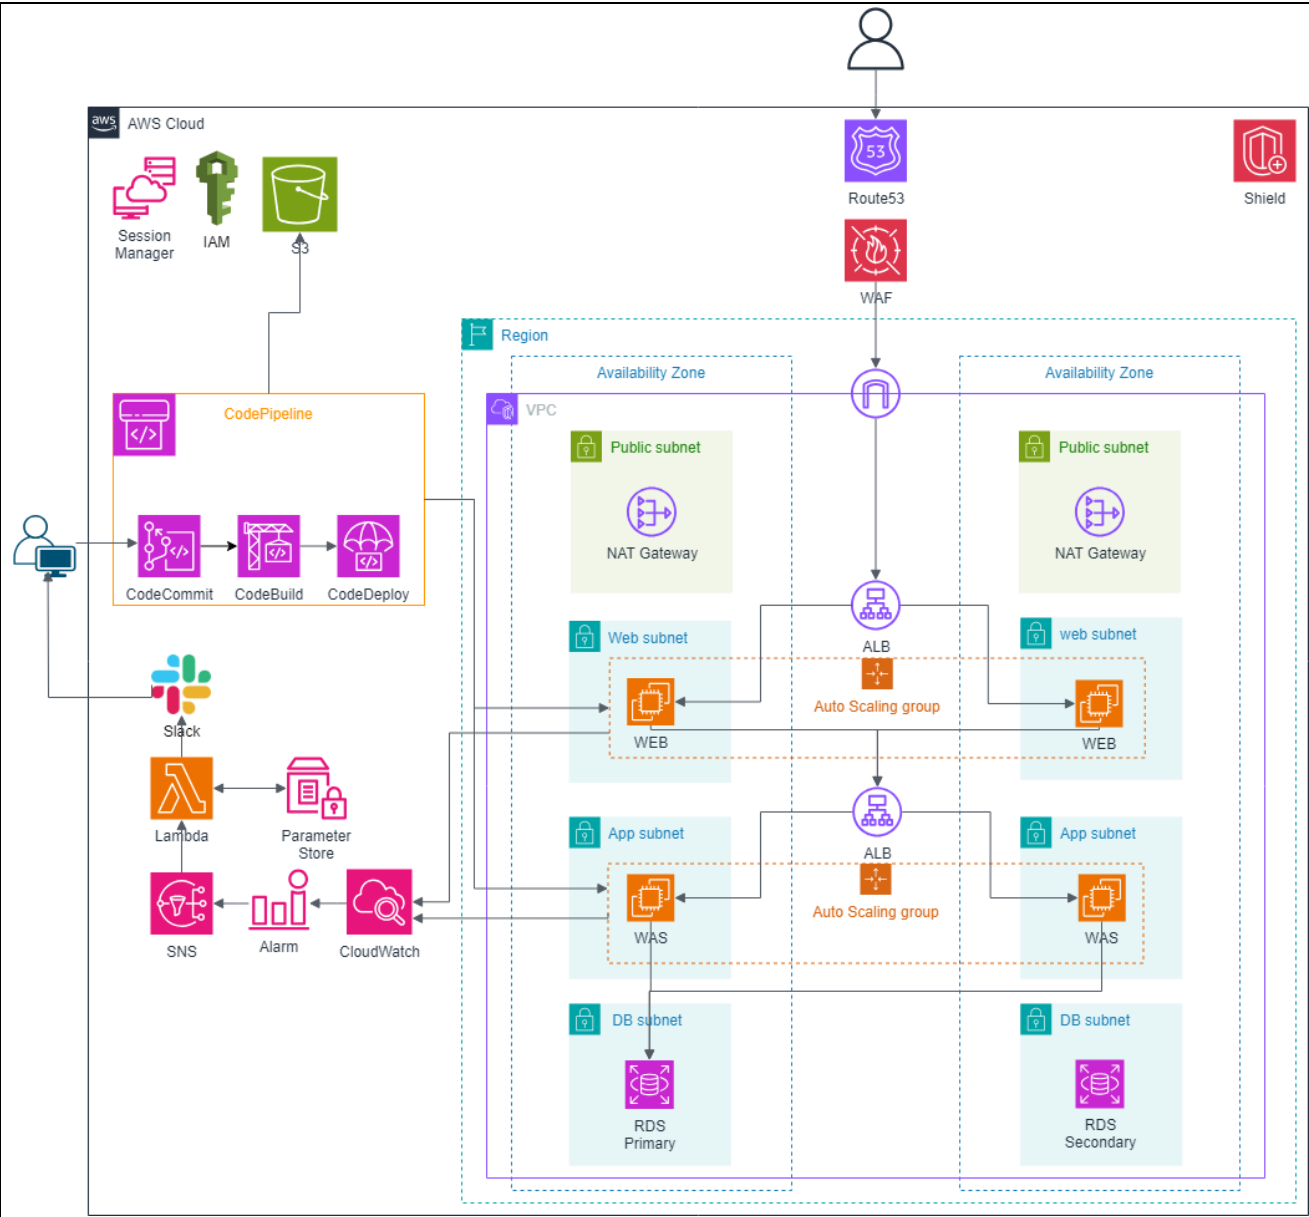 aws
AWS Cloud
53
Route53
Shield
Session
Manager
IAM
S3
WAF
Region
Availability Zone
Availability Zone
CodePipeline
VPC
Public subnet
Public subnet
NAT Gateway
NAT Gateway
CodeCommit
CodeBuild
CodeDeploy
ALB
Web subnet
web subnet
Auto Scaling group
WEB
WEB
Slack
Lambda
Parameter
Store
App subnet
App subnet
ALB
Auto Scaling group
WAS
WAS
SNS
Alarm
CloudWatch
DB subnet
DB subnet
RDS
Primary
RDS
Secondary